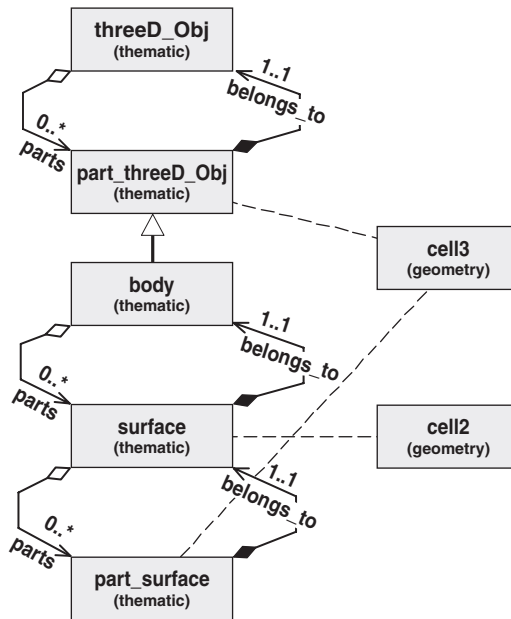 threeD_Obj
(thematic)
1..1
belongs_to
0..*
parts
part_threeD_Obj
(thematic)
cell3
(geometry)
body
(thematic)
1..1
belongs_to
0..*
parts
surface
(thematic)
cell2
(geometry)
1..1
belongs_to
0..*
parts
part_surface
(thematic)